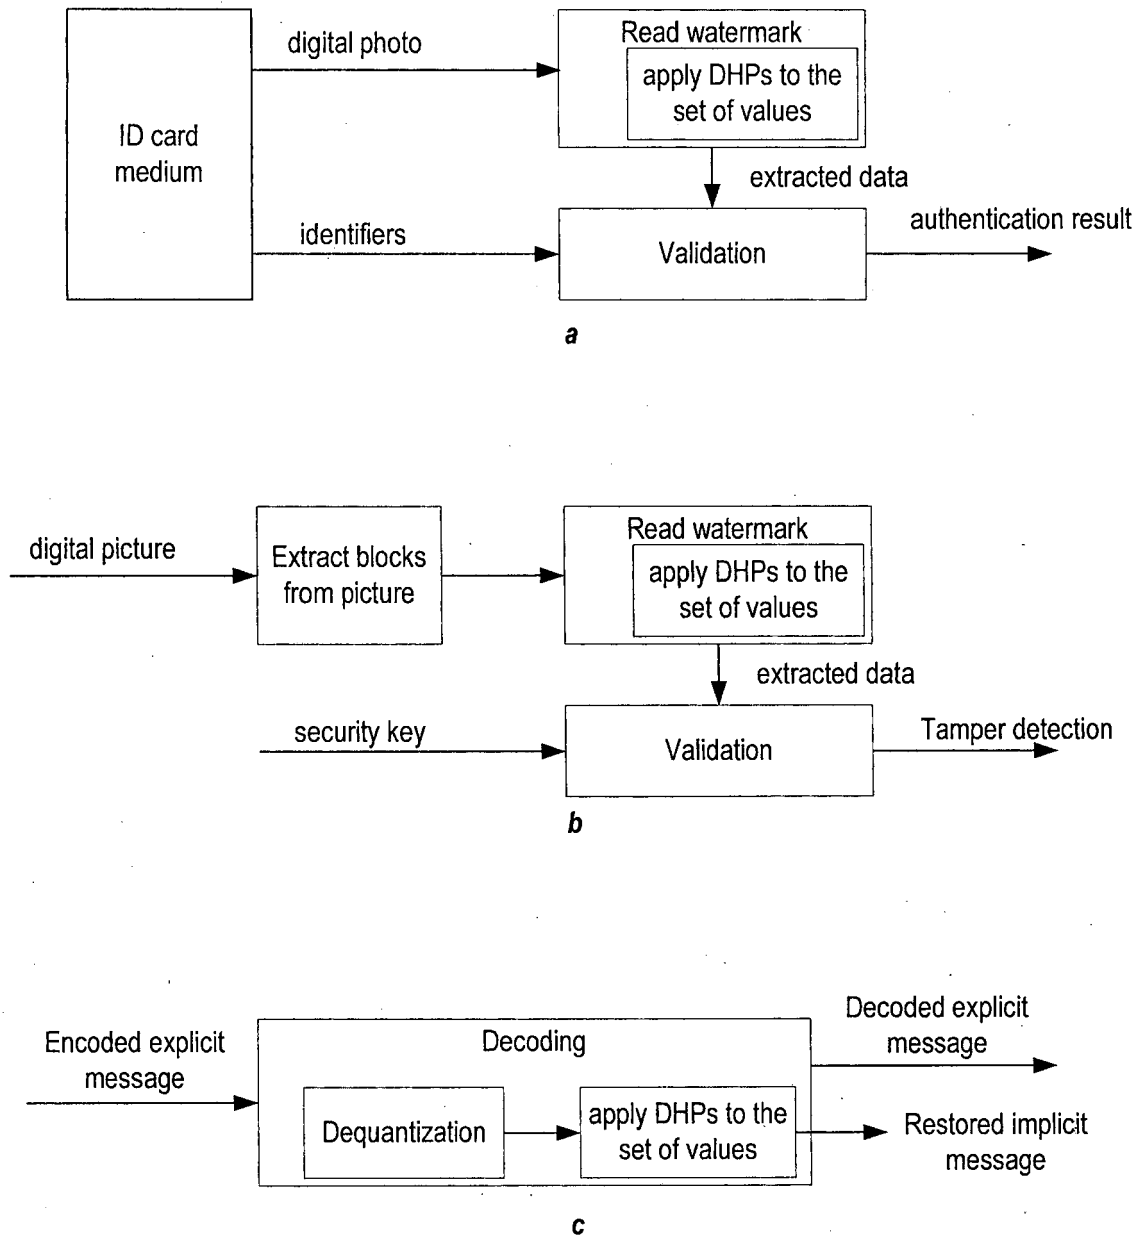 digital photo
Read watermark
apply DHPs to the
set of values
ID card
medium
extracted data
identifiers
Validation
authentication result
a
digital picture
Extract blocks
from picture
Read watermark
apply DHPs to the
set of values
extracted data
security key
Validation
Tamper detection
b
Encoded explicit
message
Decoding
Dequantization
apply DHPs to the
set of values
Decoded explicit
message
Restored implicit
message
c